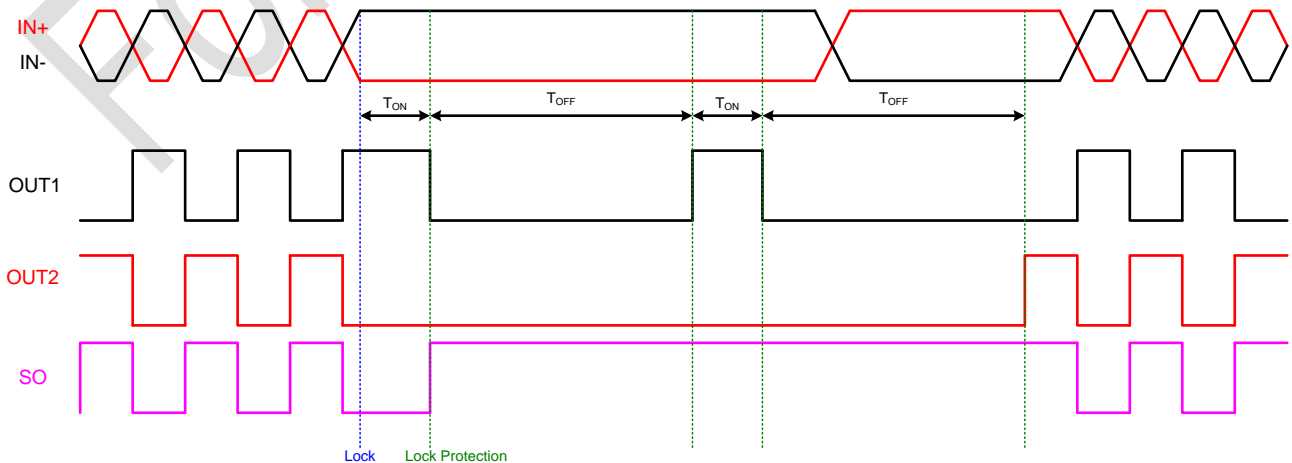 IN+
IN-
TON TOFF TON TOFF
OUT1
OUT2
SO
Lock Lock Protection